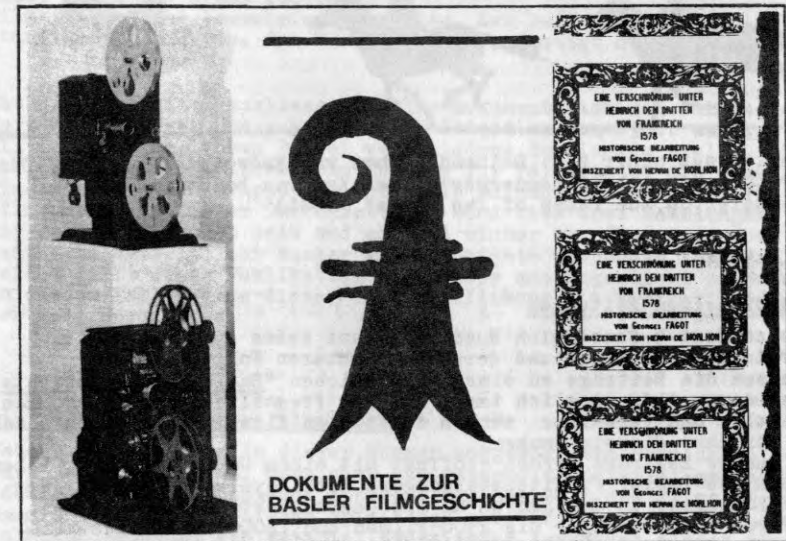 DOKUMENTE ZUR
BASLER FILMGESCHICHTE
EINE VERSCHWÖRUNG UNTER
HEINRICH DEM DRITTEN
VON FRANKREICH
1578
HISTORISCHE BEARBEITUNG
VON GEORGES FAGOT
INSZENIERT VON HERRN DE MORLHON
EINE VERSCHWÖRUNG UNTER
HEINRICH DEM DRITTEN
VON FRANKREICH
1578
HISTORISCHE BEARBEITUNG
VON GEORGES FAGOT
INSZENIERT VON HERRN DE MORLHON
EINE VERSCHWÖRUNG UNTER
HEINRICH DEM DRITTEN
VON FRANKREICH
1578
HISTORISCHE BEARBEITUNG
VON GEORGES FAGOT
INSZENIERT VON HERRN DE MORLHON